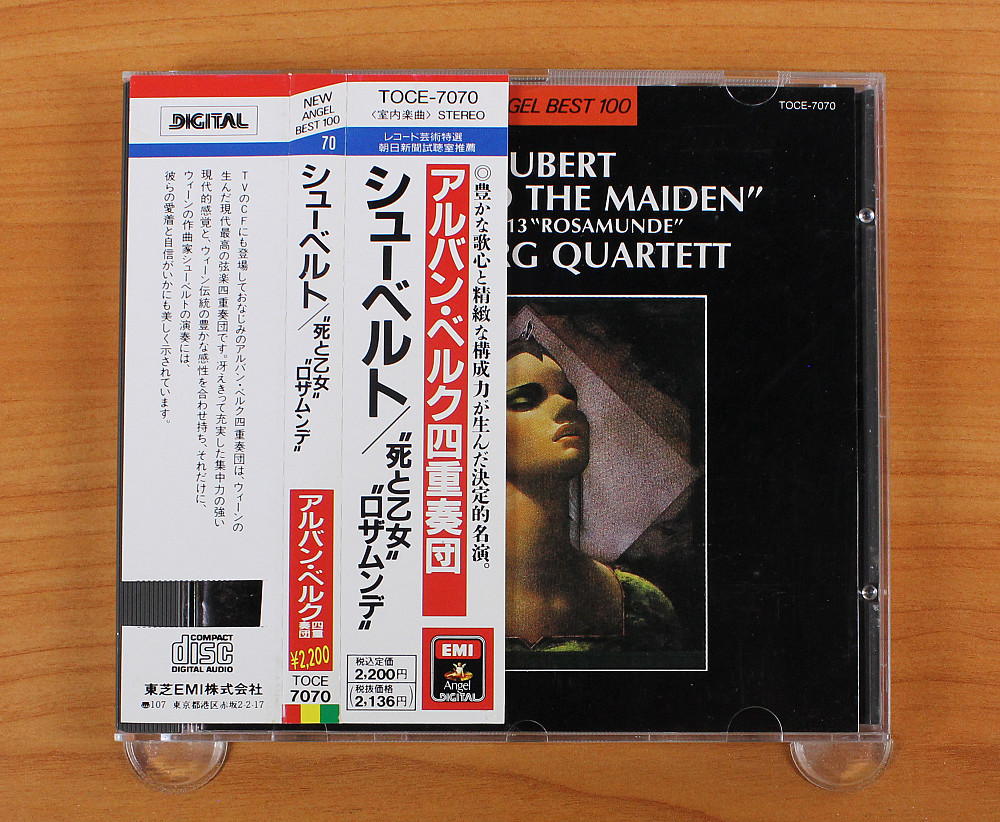 DIGITAL
TVのCFにも登場しておなじみのアルバン・ベルク四重奏団は、ウィーンの
生んだ現代最高の弦楽四重奏団です。冴えきって充実した集中力の強い
現代的感覚と、ウィーン伝統の豊かな感性を合わせ持ち、それだけに、
ウィーンの作曲家シューベルトの演奏には、
彼らの愛着と自信がいかにも美しく示されています。
COMPACT
disc
DIGITAL AUDIO
東芝EMI株式会社
107 東京都港区赤坂2-2-17
NEW
ANGEL
BEST 100
70
シューベルト/“死と乙女”
“ロザムンデ”
アルバン・ベルク四重奏団
¥2,200
TOCE
7070
TOCE-7070
〈室内楽曲〉 STEREO
レコード芸術特選
朝日新聞試聴室推薦
◎豊かな歌心と精緻な構成力が生んだ決定的名演。
アルバン・ベルク四重奏団
シューベルト/“死と乙女”
“ロザムンデ”
税込定価
2,200円
(税抜価格
2,136円)
EMI
Angel
DIGITAL
GEL BEST 100
TOCE-7070
UBERT
O THE MAIDEN”
13“ROSAMUNDE”
RG QUARTETT